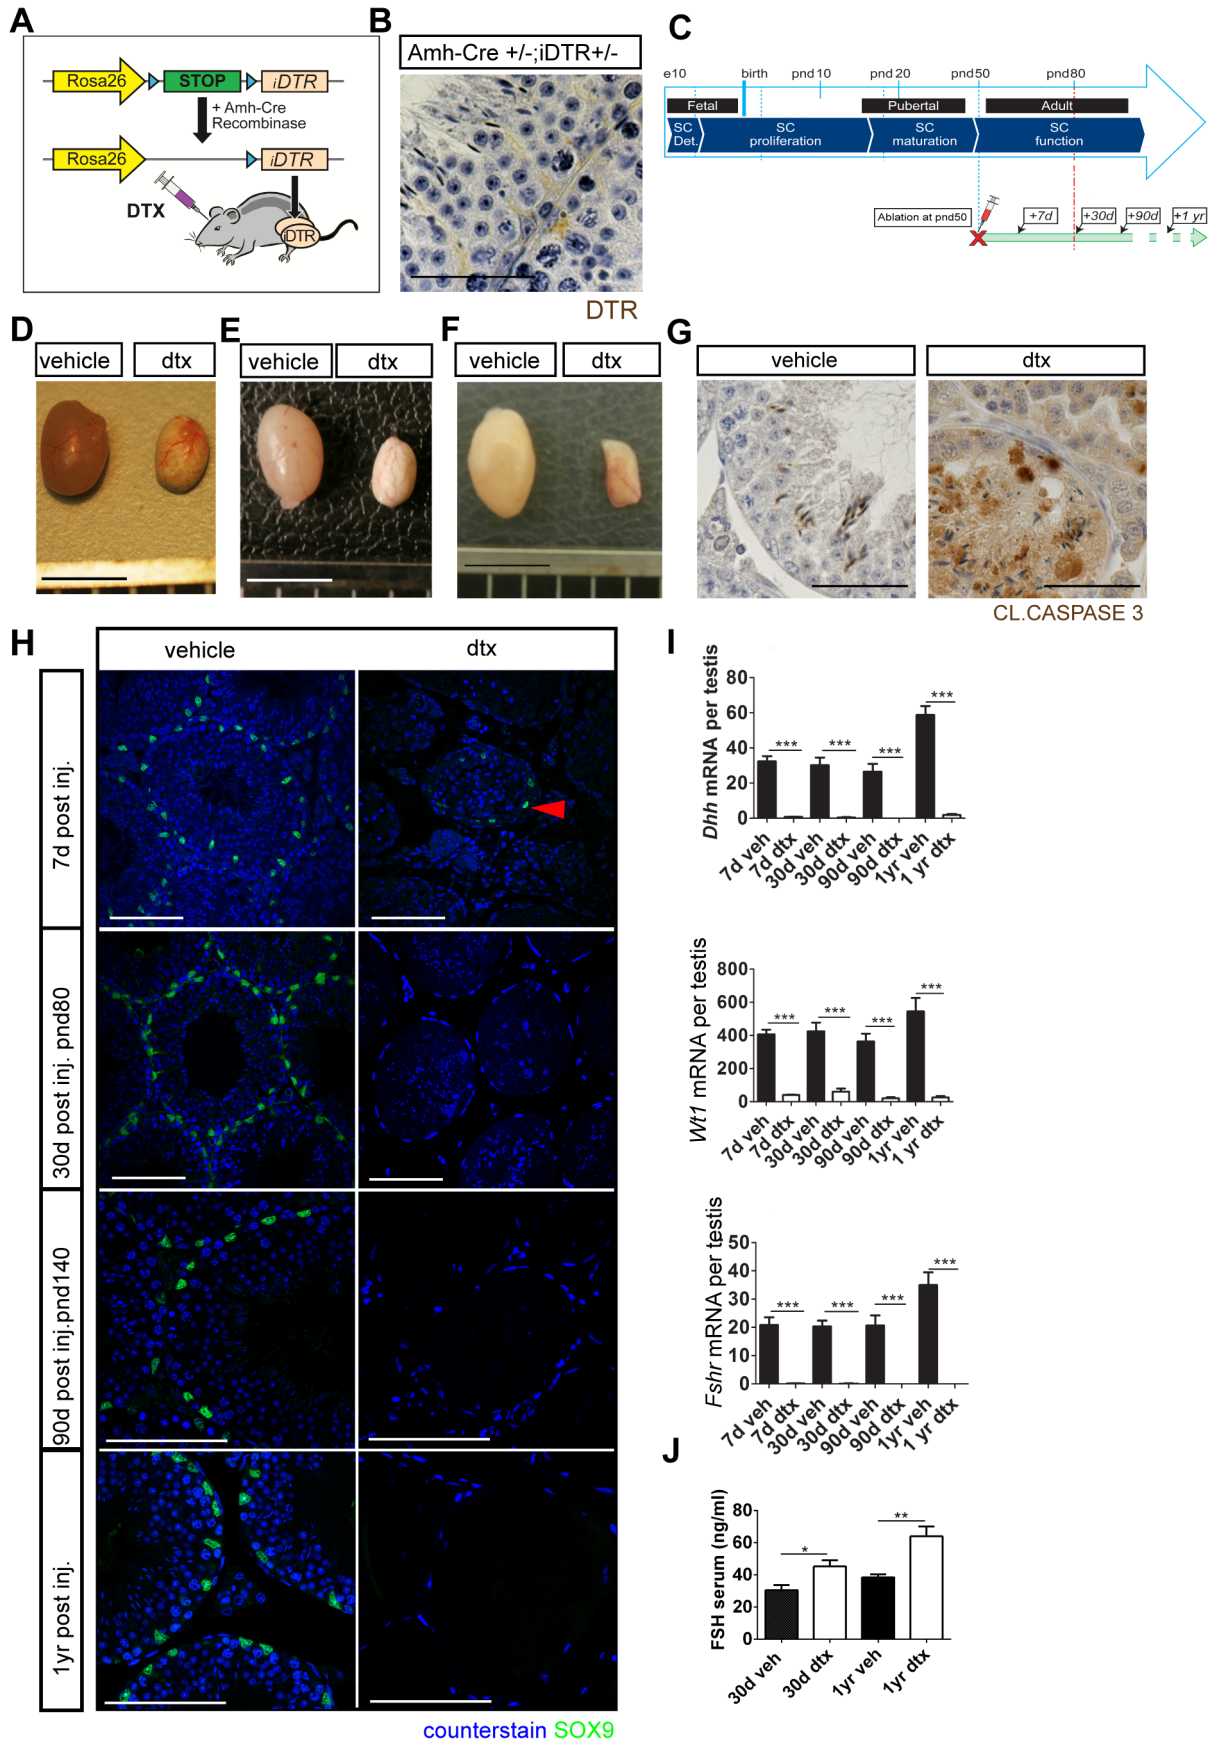 A
Rosa26
STOP
iDTR
+ Amh-Cre
Recombinase
Rosa26
iDTR
DTX
iDTR
B
Amh-Cre +/-;iDTR+/-
DTR
C
e10
birth
pnd 10
pnd 20
pnd50
pnd80
Fetal
Pubertal
Adult
SC
Det.
SC
proliferation
SC
maturation
SC
function
Ablation at pnd50
+7d
+30d
+90d
+1 yr
D
vehicle
dtx
E
vehicle
dtx
F
vehicle
dtx
G
vehicle
dtx
CL.CASPASE 3
H
vehicle
dtx
7d post inj.
30d post inj. pnd80
90d post inj.pnd140
1yr post inj.
counterstain SOX9
I
Dhh mRNA per testis
80
60
40
20
0
***
***
***
***
7d veh
7d dtx
30d veh
30d dtx
90d veh
90d dtx
1yr veh
1 yr dtx
Wt1 mRNA per testis
800
600
400
200
0
***
***
***
***
7d veh
7d dtx
30d veh
30d dtx
90d veh
90d dtx
1yr veh
1 yr dtx
Fshr mRNA per testis
50
40
30
20
10
0
***
***
***
***
7d veh
7d dtx
30d veh
30d dtx
90d veh
90d dtx
1yr veh
1 yr dtx
J
FSH serum (ng/ml)
80
60
40
20
0
*
**
30d veh
30d dtx
1yr veh
1yr dtx